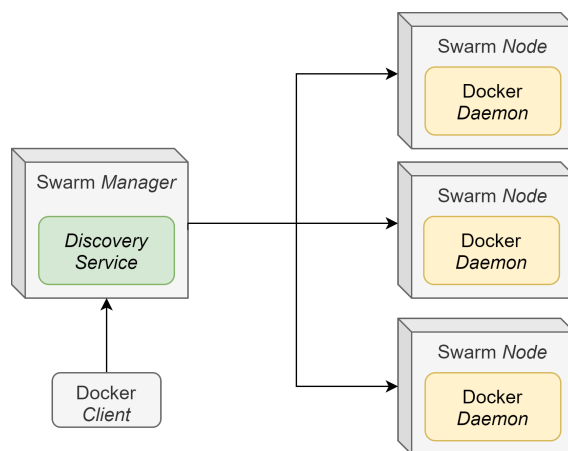 Swarm Node
Docker
Daemon
Swarm Manager
Discovery
Service
Swarm Node
Docker
Daemon
Docker
Client
Swarm Node
Docker
Daemon